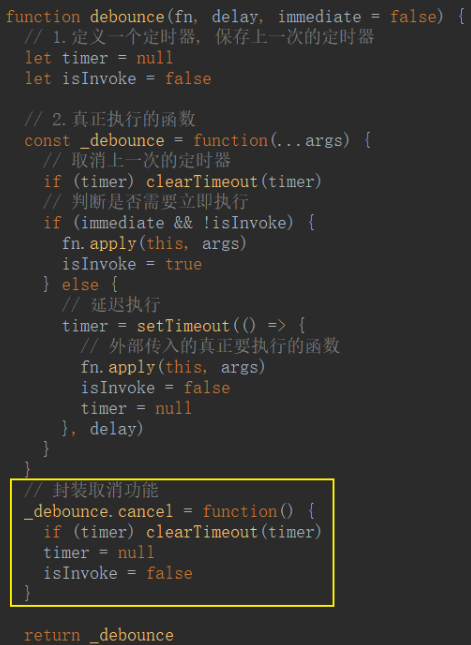 function debounce(fn, delay, immediate = false) {
  // 1.定义一个定时器, 保存上一次的定时器
  let timer = null
  let isInvoke = false

  // 2.真正执行的函数
  const _debounce = function(...args) {
    // 取消上一次的定时器
    if (timer) clearTimeout(timer)
    // 判断是否需要立即执行
    if (immediate && !isInvoke) {
      fn.apply(this, args)
      isInvoke = true
    } else {
      // 延迟执行
      timer = setTimeout(() => {
        // 外部传入的真正要执行的函数
        fn.apply(this, args)
        isInvoke = false
        timer = null
      }, delay)
    }
  }
  // 封装取消功能
  _debounce.cancel = function() {
    if (timer) clearTimeout(timer)
    timer = null
    isInvoke = false
  }

  return _debounce